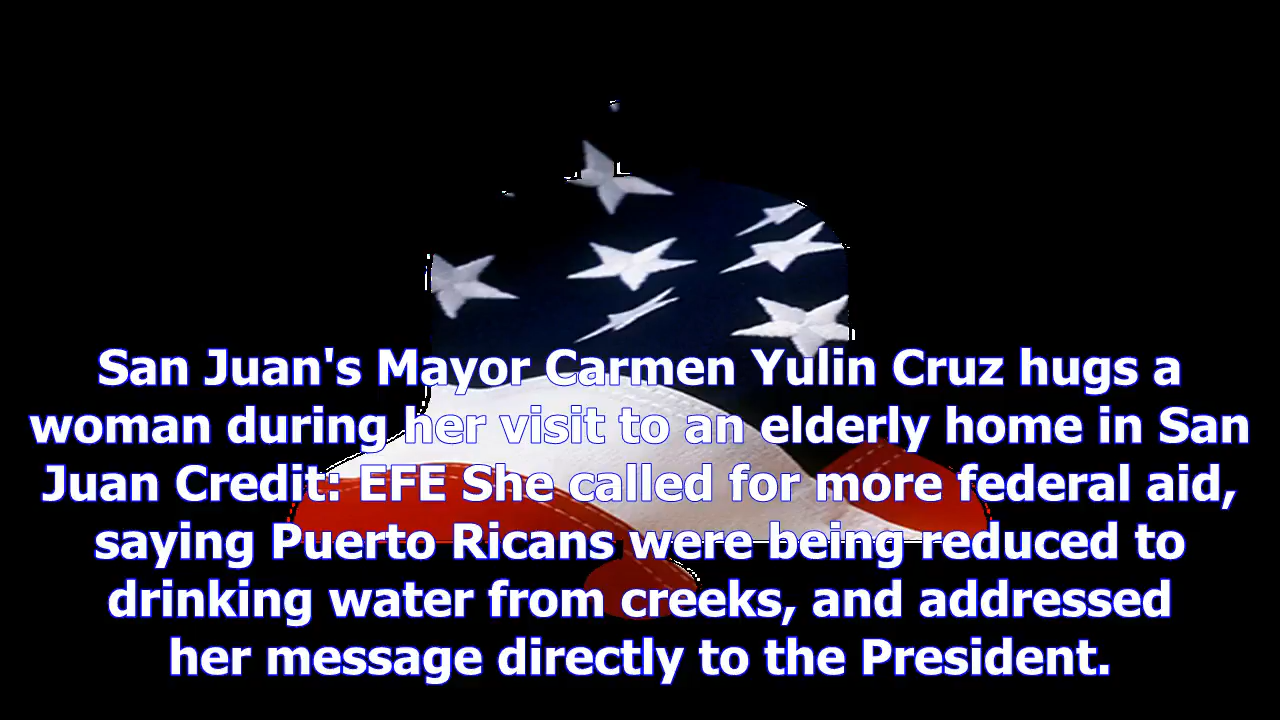 San Juan's Mayor Carmen Yulin Cruz hugs a
woman during her visit to an elderly home in San
Juan Credit: EFE She called for more federal aid,
saying Puerto Ricans were being reduced to
drinking water from creeks, and addressed
her message directly to the President.